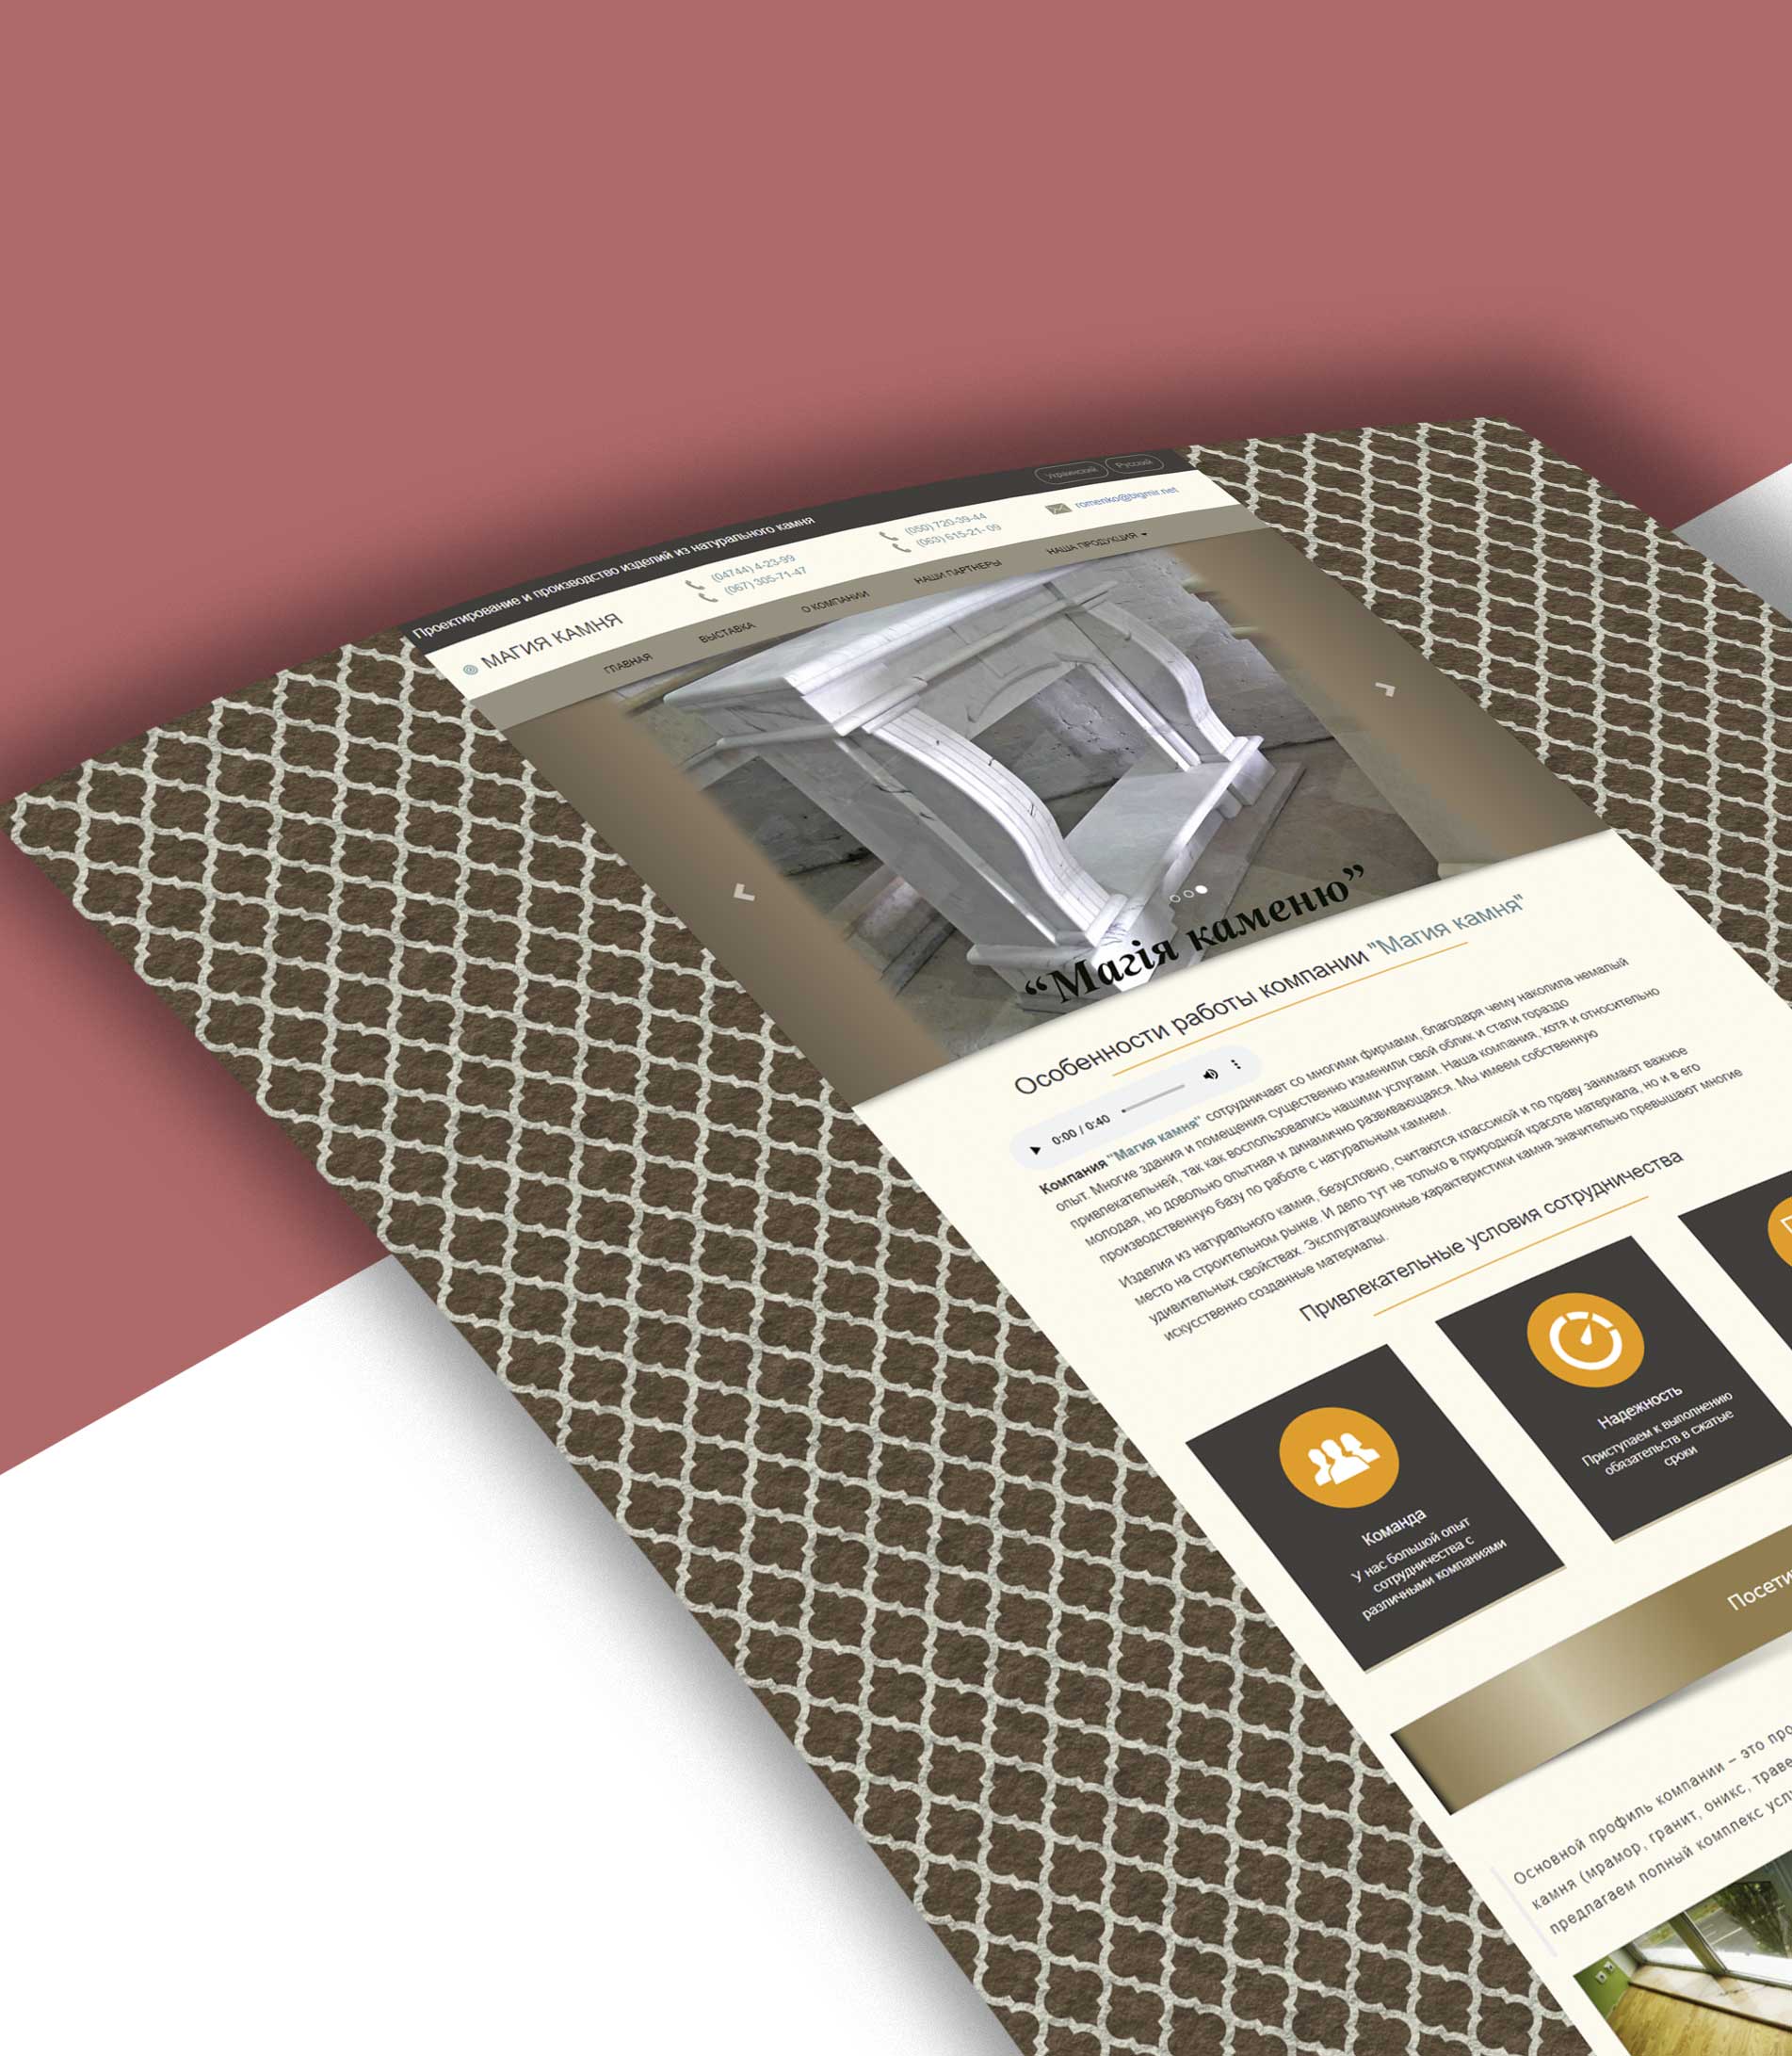 Украинский Русский
Проектирование и производство изделий из натурального камня
МАГИЯ КАМНЯ
(04744) 4-23-99
(067) 305-71-47
(050) 720-39-44
(063) 615-21- 09
romenko@bigmir.net
ГЛАВНАЯ ВЫСТАВКА О КОМПАНИИ НАШИ ПАРТНЕРЫ НАША ПРОДУКЦИЯ
“Магія каменю”
Особенности работы компании "Магия камня"
0:00 / 0:40
Компания "Магия камня" сотрудничает со многими фирмами, благодаря чему накопила немалый
опыт. Многие здания и помещения существенно изменили свой облик и стали гораздо
привлекательней, так как воспользовались нашими услугами. Наша компания, хотя и относительно
молодая, но довольно опытная и динамично развивающаяся. Мы имеем собственную
производственную базу по работе с натуральным камнем.
Изделия из натурального камня, безусловно, считаются классикой и по праву занимают важное
место на строительном рынке. И дело тут не только в природной красоте материала, но и в его
удивительных свойствах. Эксплуатационные характеристики камня значительно превышают многие
искусственно созданные материалы.
Привлекательные условия сотрудничества
Команда
У нас большой опыт
сотрудничества с
различными компаниями
Надежность
Приступаем к выполнению
обязательств в сжатые
сроки
Посети
Основной профиль компании – это про
камня (мрамор, гранит, оникс, траве
предлагаем полный комплекс усл